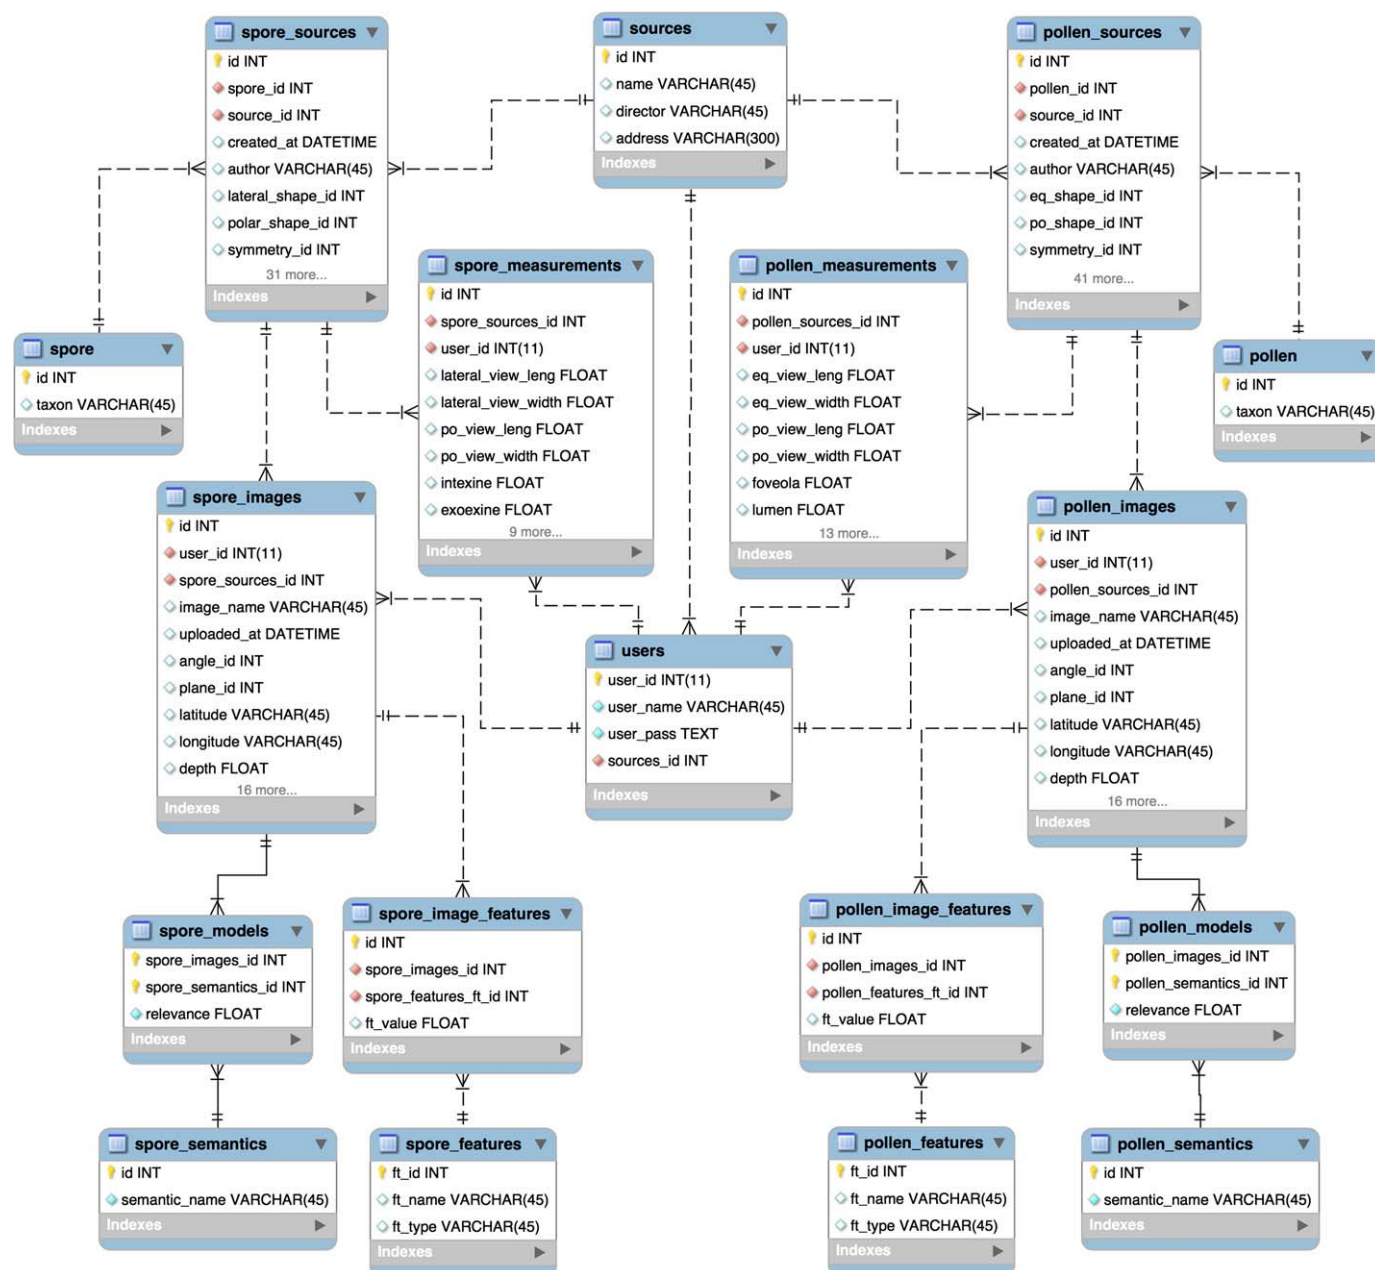 spore_sources
id INT
spore_id INT
source_id INT
created_at DATETIME
author VARCHAR(45)
lateral_shape_id INT
polar_shape_id INT
symmetry_id INT
31 more...
Indexes
sources
id INT
name VARCHAR(45)
director VARCHAR(45)
address VARCHAR(300)
Indexes
pollen_sources
id INT
pollen_id INT
source_id INT
created_at DATETIME
author VARCHAR(45)
eq_shape_id INT
po_shape_id INT
symmetry_id INT
41 more...
Indexes
spore
id INT
taxon VARCHAR(45)
Indexes
spore_measurements
id INT
spore_sources_id INT
user_id INT(11)
lateral_view_leng FLOAT
lateral_view_width FLOAT
po_view_leng FLOAT
po_view_width FLOAT
intexine FLOAT
exoexine FLOAT
9 more...
Indexes
pollen_measurements
id INT
pollen_sources_id INT
user_id INT(11)
eq_view_leng FLOAT
eq_view_width FLOAT
po_view_leng FLOAT
po_view_width FLOAT
foveola FLOAT
lumen FLOAT
13 more...
Indexes
pollen
id INT
taxon VARCHAR(45)
Indexes
spore_images
id INT
user_id INT(11)
spore_sources_id INT
image_name VARCHAR(45)
uploaded_at DATETIME
angle_id INT
plane_id INT
latitude VARCHAR(45)
longitude VARCHAR(45)
depth FLOAT
16 more...
Indexes
users
user_id INT(11)
user_name VARCHAR(45)
user_pass TEXT
sources_id INT
Indexes
pollen_images
id INT
user_id INT(11)
pollen_sources_id INT
image_name VARCHAR(45)
uploaded_at DATETIME
angle_id INT
plane_id INT
latitude VARCHAR(45)
longitude VARCHAR(45)
depth FLOAT
16 more...
Indexes
spore_models
spore_images_id INT
spore_semantics_id INT
relevance FLOAT
Indexes
spore_image_features
id INT
spore_images_id INT
spore_features_ft_id INT
ft_value FLOAT
Indexes
pollen_image_features
id INT
pollen_images_id INT
pollen_features_ft_id INT
ft_value FLOAT
Indexes
pollen_models
pollen_images_id INT
pollen_semantics_id INT
relevance FLOAT
Indexes
spore_semantics
id INT
semantic_name VARCHAR(45)
Indexes
spore_features
ft_id INT
ft_name VARCHAR(45)
ft_type VARCHAR(45)
Indexes
pollen_features
ft_id INT
ft_name VARCHAR(45)
ft_type VARCHAR(45)
Indexes
pollen_semantics
id INT
semantic_name VARCHAR(45)
Indexes